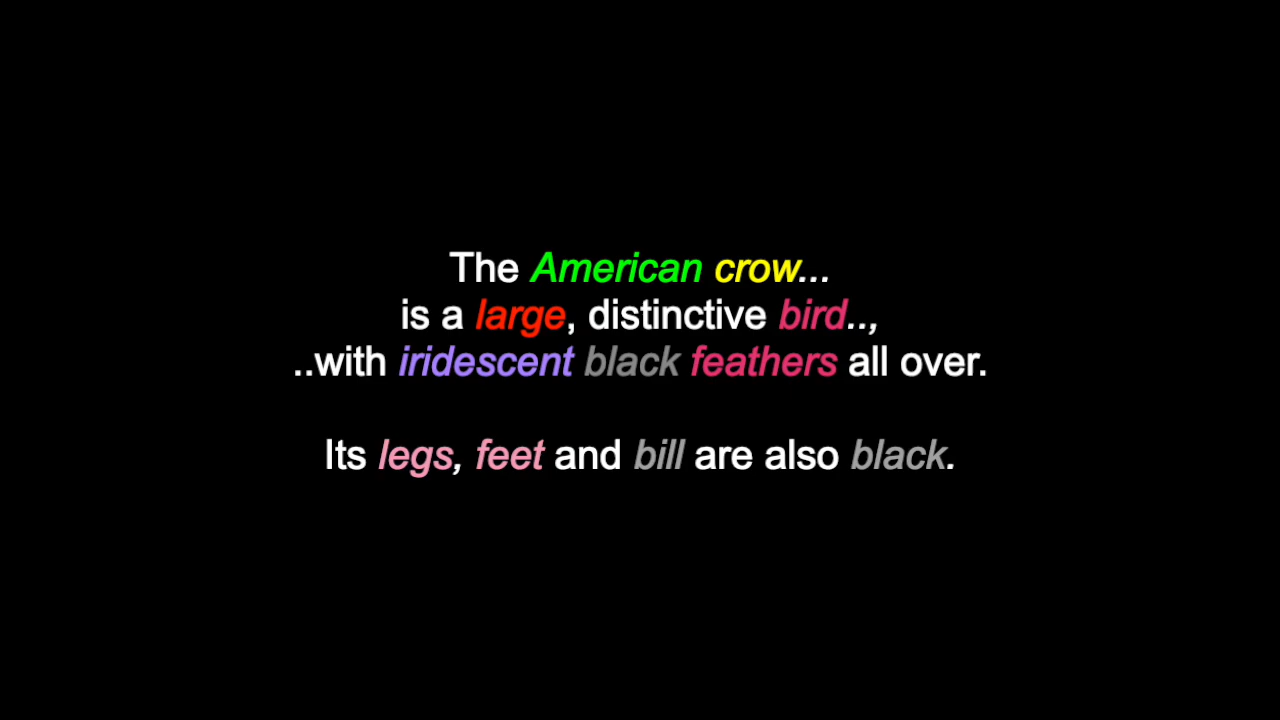 The American crow...
is a large, distinctive bird..,
..with iridescent black feathers all over.
Its legs, feet and bill are also black.